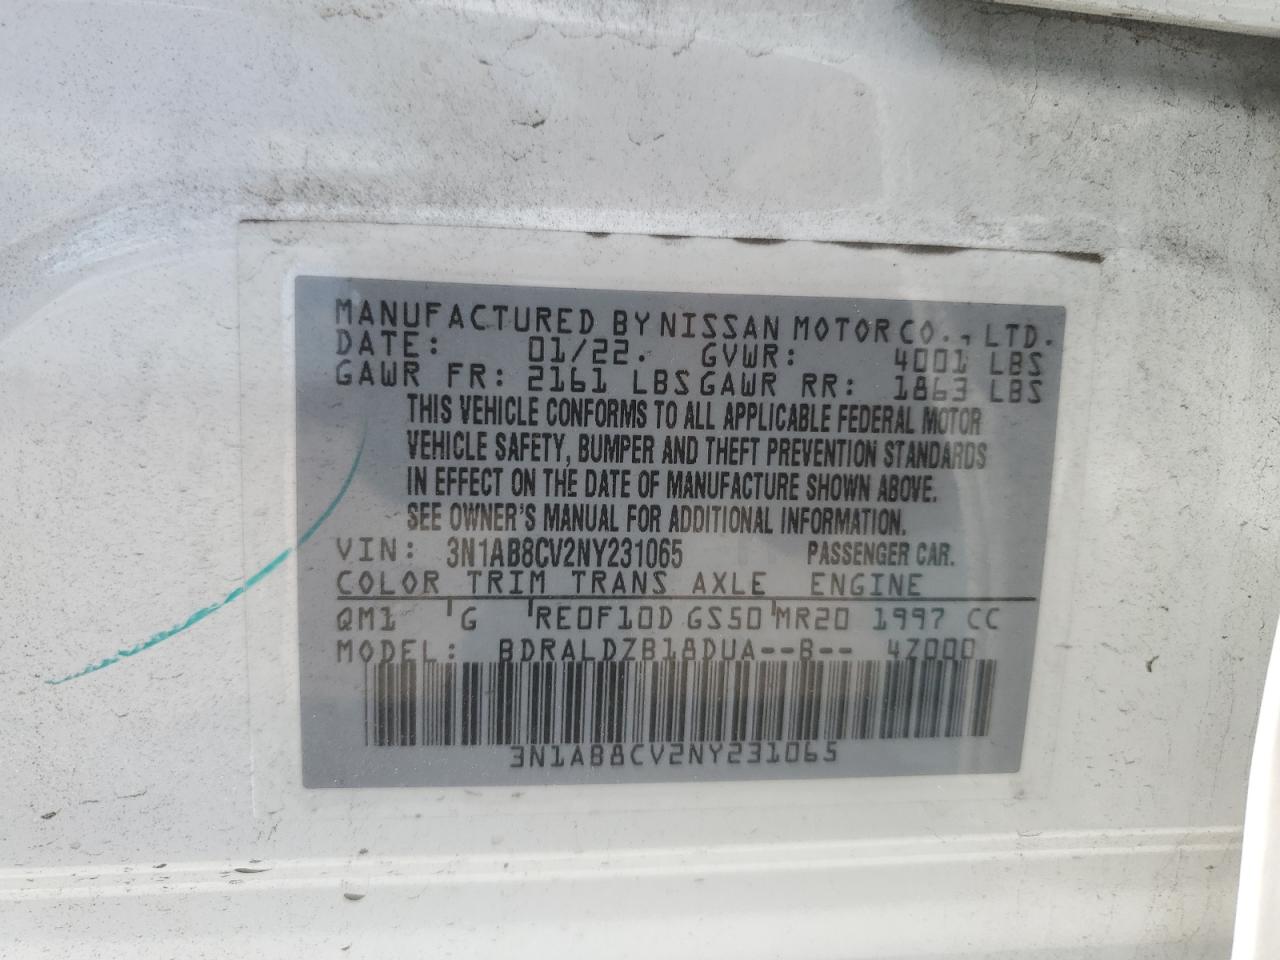 MANUFACTURED BY NISSAN MOTOR CO., LTD.
DATE: 01/22. GVWR: 4001 LBS
GAWR FR: 2161 LBS GAWR RR: 1863 LBS
THIS VEHICLE CONFORMS TO ALL APPLICABLE FEDERAL MOTOR
VEHICLE SAFETY, BUMPER AND THEFT PREVENTION STANDARDS
IN EFFECT ON THE DATE OF MANUFACTURE SHOWN ABOVE.
SEE OWNER'S MANUAL FOR ADDITIONAL INFORMATION.
VIN: 3N1AB8CV2NY231065 PASSENGER CAR.
COLOR TRIM TRANS AXLE ENGINE
QM1 ' G ' RE0F10D GS50 ' MR20 1997 CC
MODEL: BDRALDZB18DUA--B-- 4Z000
3N1AB8CV2NY231065